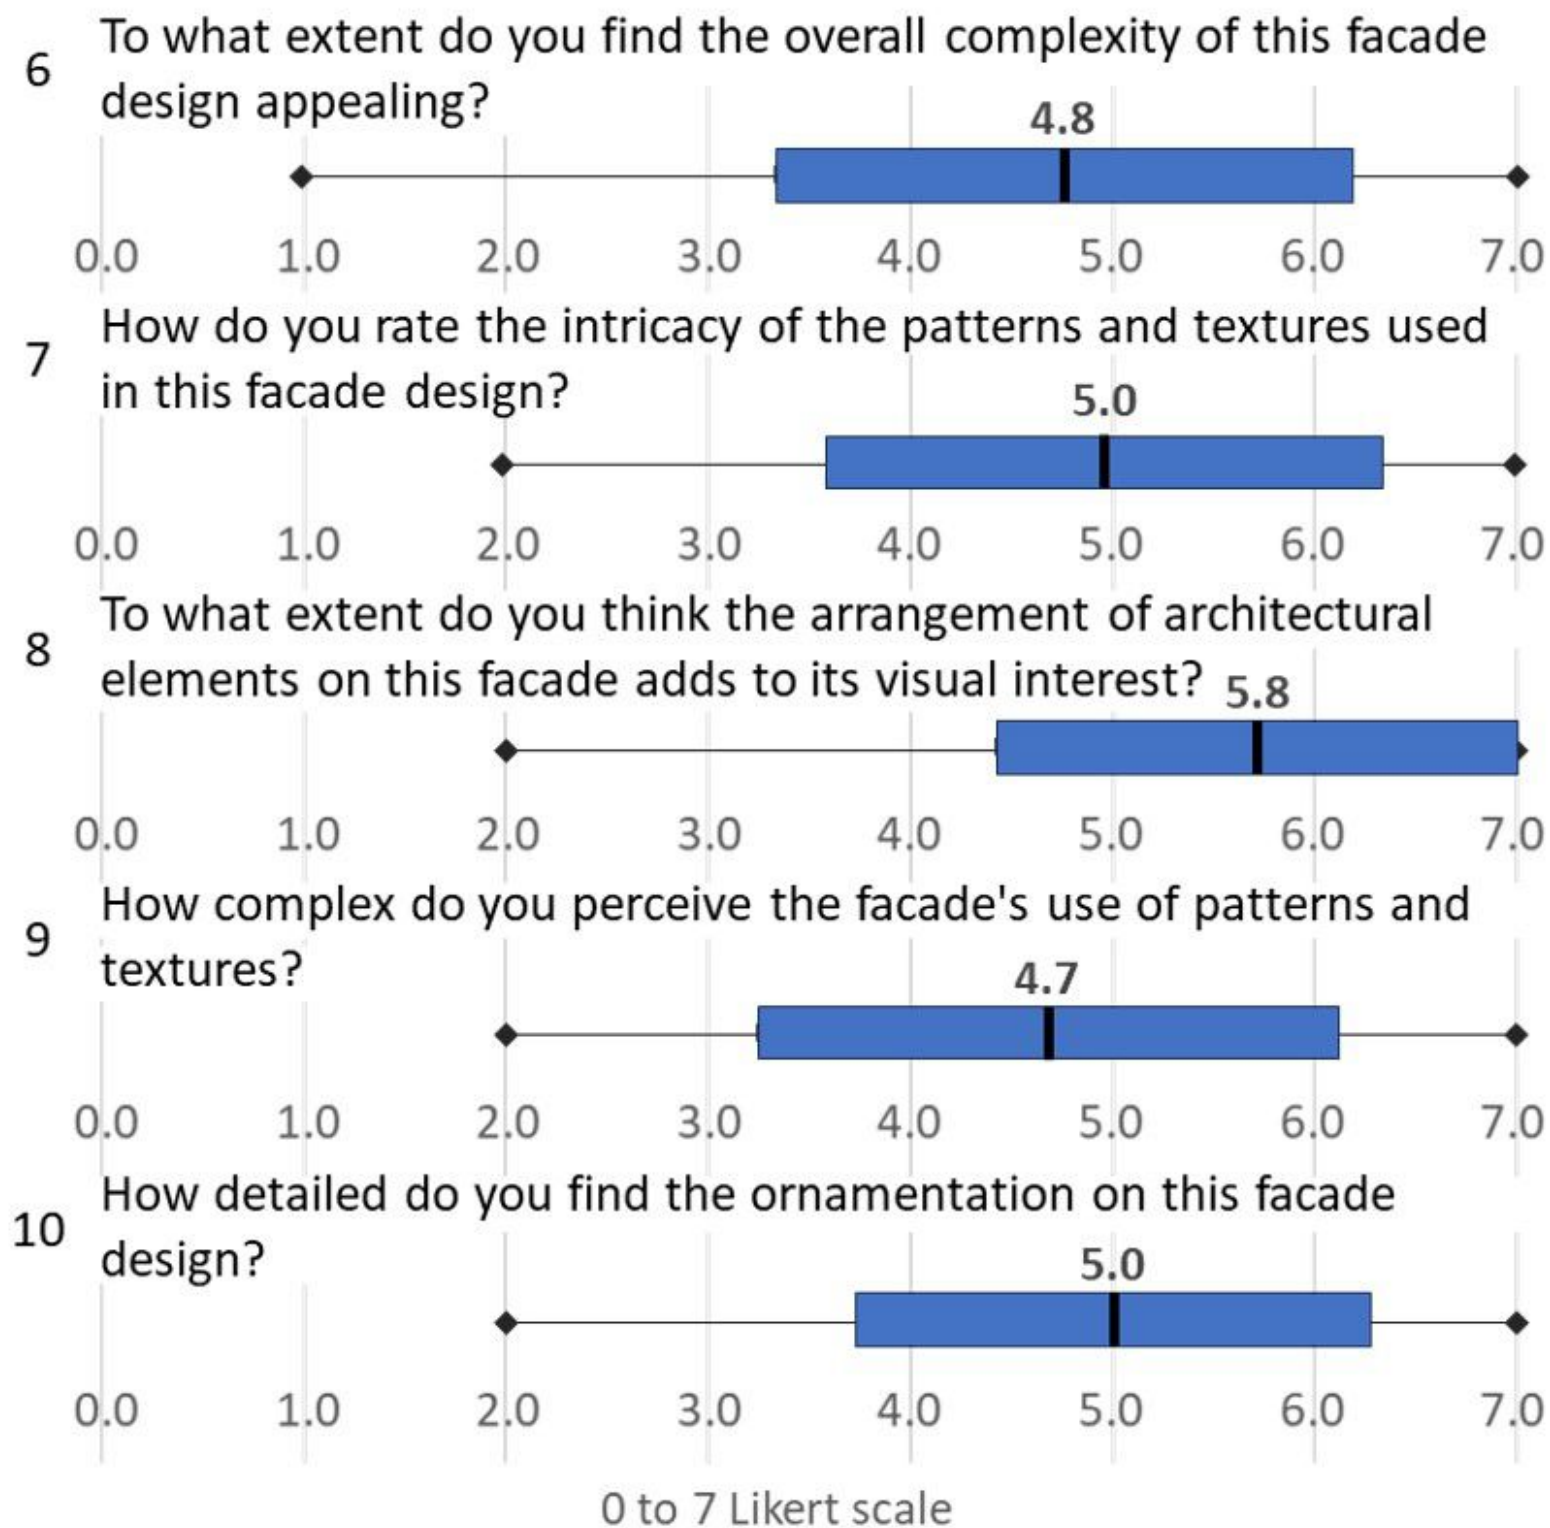 To what extent do you find the overall complexity of this facade
6
design appealing?
4.8
0.0 1.0 2.0 3.0 4.0 5.0 6.0 7.0
How do you rate the intricacy of the patterns and textures used
7
in this facade design?
5.0
0.0 1.0 2.0 3.0 4.0 5.0 6.0 7.0
To what extent do you think the arrangement of architectural
8
elements on this facade adds to its visual interest?
5.8
0.0 1.0 2.0 3.0 4.0 5.0 6.0 7.0
How complex do you perceive the facade's use of patterns and
9
textures?
4.7
0.0 1.0 2.0 3.0 4.0 5.0 6.0 7.0
How detailed do you find the ornamentation on this facade
10
design?
5.0
0.0 1.0 2.0 3.0 4.0 5.0 6.0 7.0
0 to 7 Likert scale